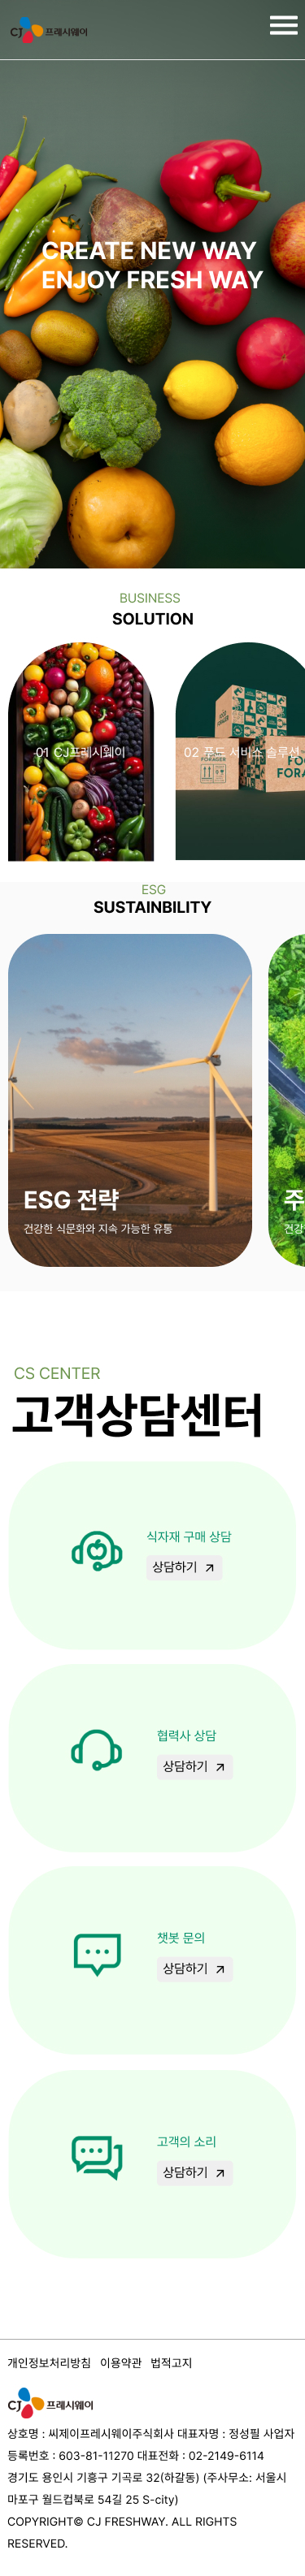 CJ 프레시웨이
CREATE NEW WAY
ENJOY FRESH WAY
BUSINESS
SOLUTION
01 CJ프레시웨이
02 푸드 서비스 솔루션
FORAGER
FORAGER
ESG
SUSTAINBILITY
ESG 전략
건강한 식문화와 지속 가능한 유통
주
건강
CS CENTER
고객상담센터
식자재 구매 상담
상담하기
협력사 상담
상담하기
챗봇 문의
상담하기
고객의 소리
상담하기
개인정보처리방침 이용약관 법적고지
CJ 프레시웨이
상호명 : 씨제이프레시웨이주식회사 대표자명 : 정성필 사업자
등록번호 : 603-81-11270 대표전화 : 02-2149-6114
경기도 용인시 기흥구 기곡로 32(하갈동) (주사무소: 서울시
마포구 월드컵북로 54길 25 S-city)
COPYRIGHT© CJ FRESHWAY. ALL RIGHTS
RESERVED.